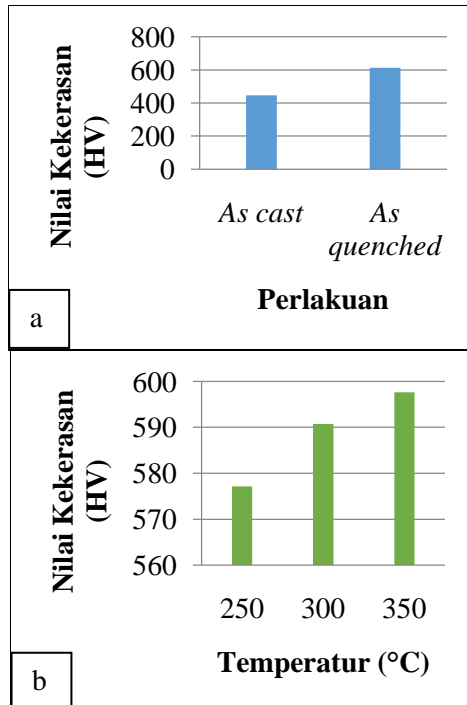 Nilai Kekerasan
(HV)
800
600
400
200
0
As cast
As
quenched
Perlakuan
a
Nilai Kekerasan
(HV)
600
590
580
570
560
250 300 350
Temperatur (°C)
b